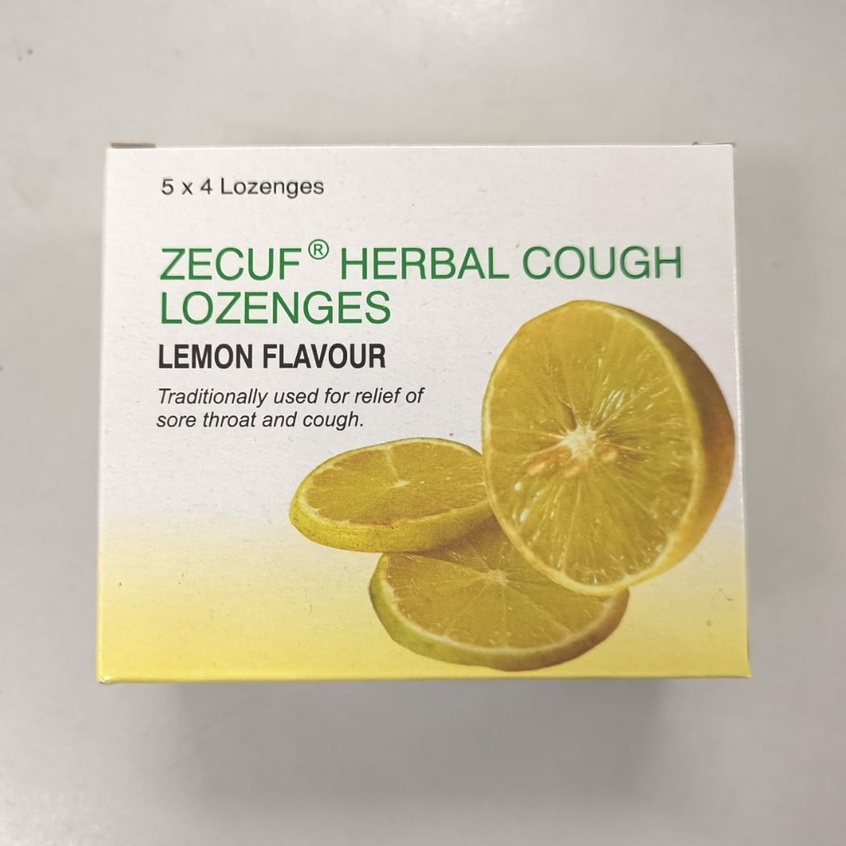 5 x 4 Lozenges
ZECUF® HERBAL COUGH
LOZENGES
LEMON FLAVOUR
Traditionally used for relief of
sore throat and cough.